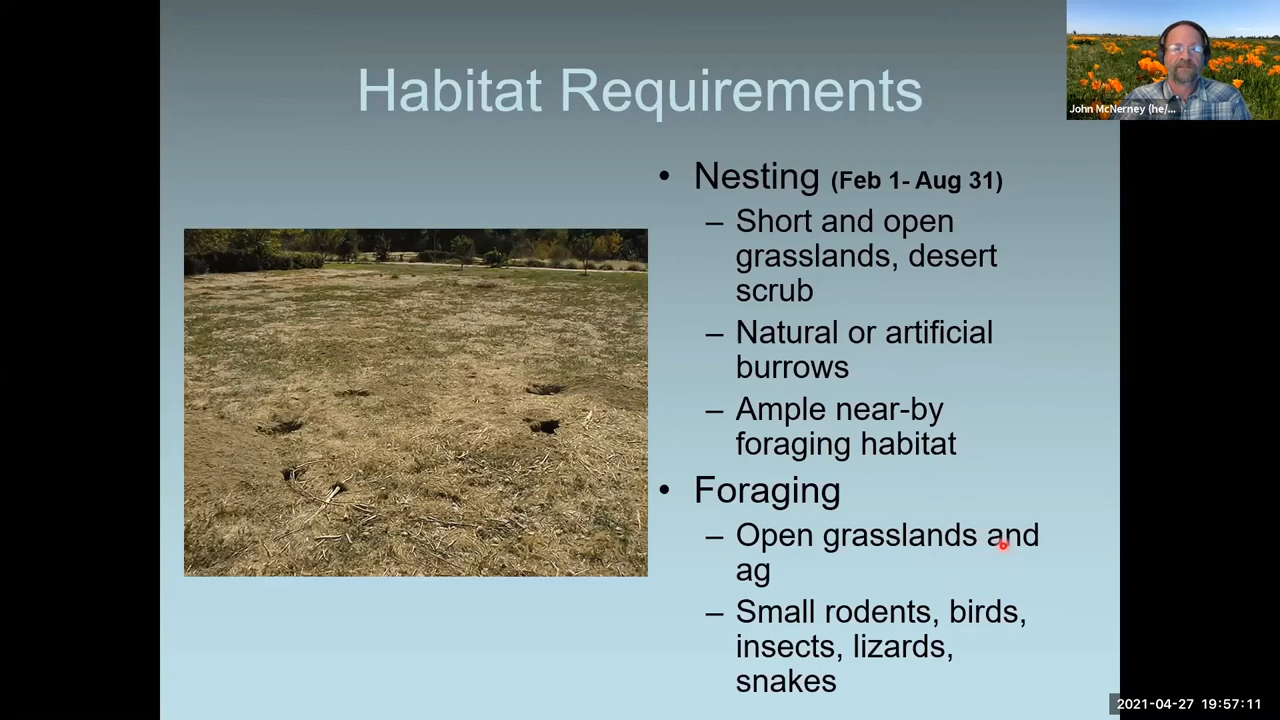 Habitat Requirements
John McNerney (he/...
• Nesting (Feb 1- Aug 31)
– Short and open
grasslands, desert
scrub
– Natural or artificial
burrows
– Ample near-by
foraging habitat
• Foraging
– Open grasslands and
ag
– Small rodents, birds,
insects, lizards,
snakes
2021-04-27 19:57:11